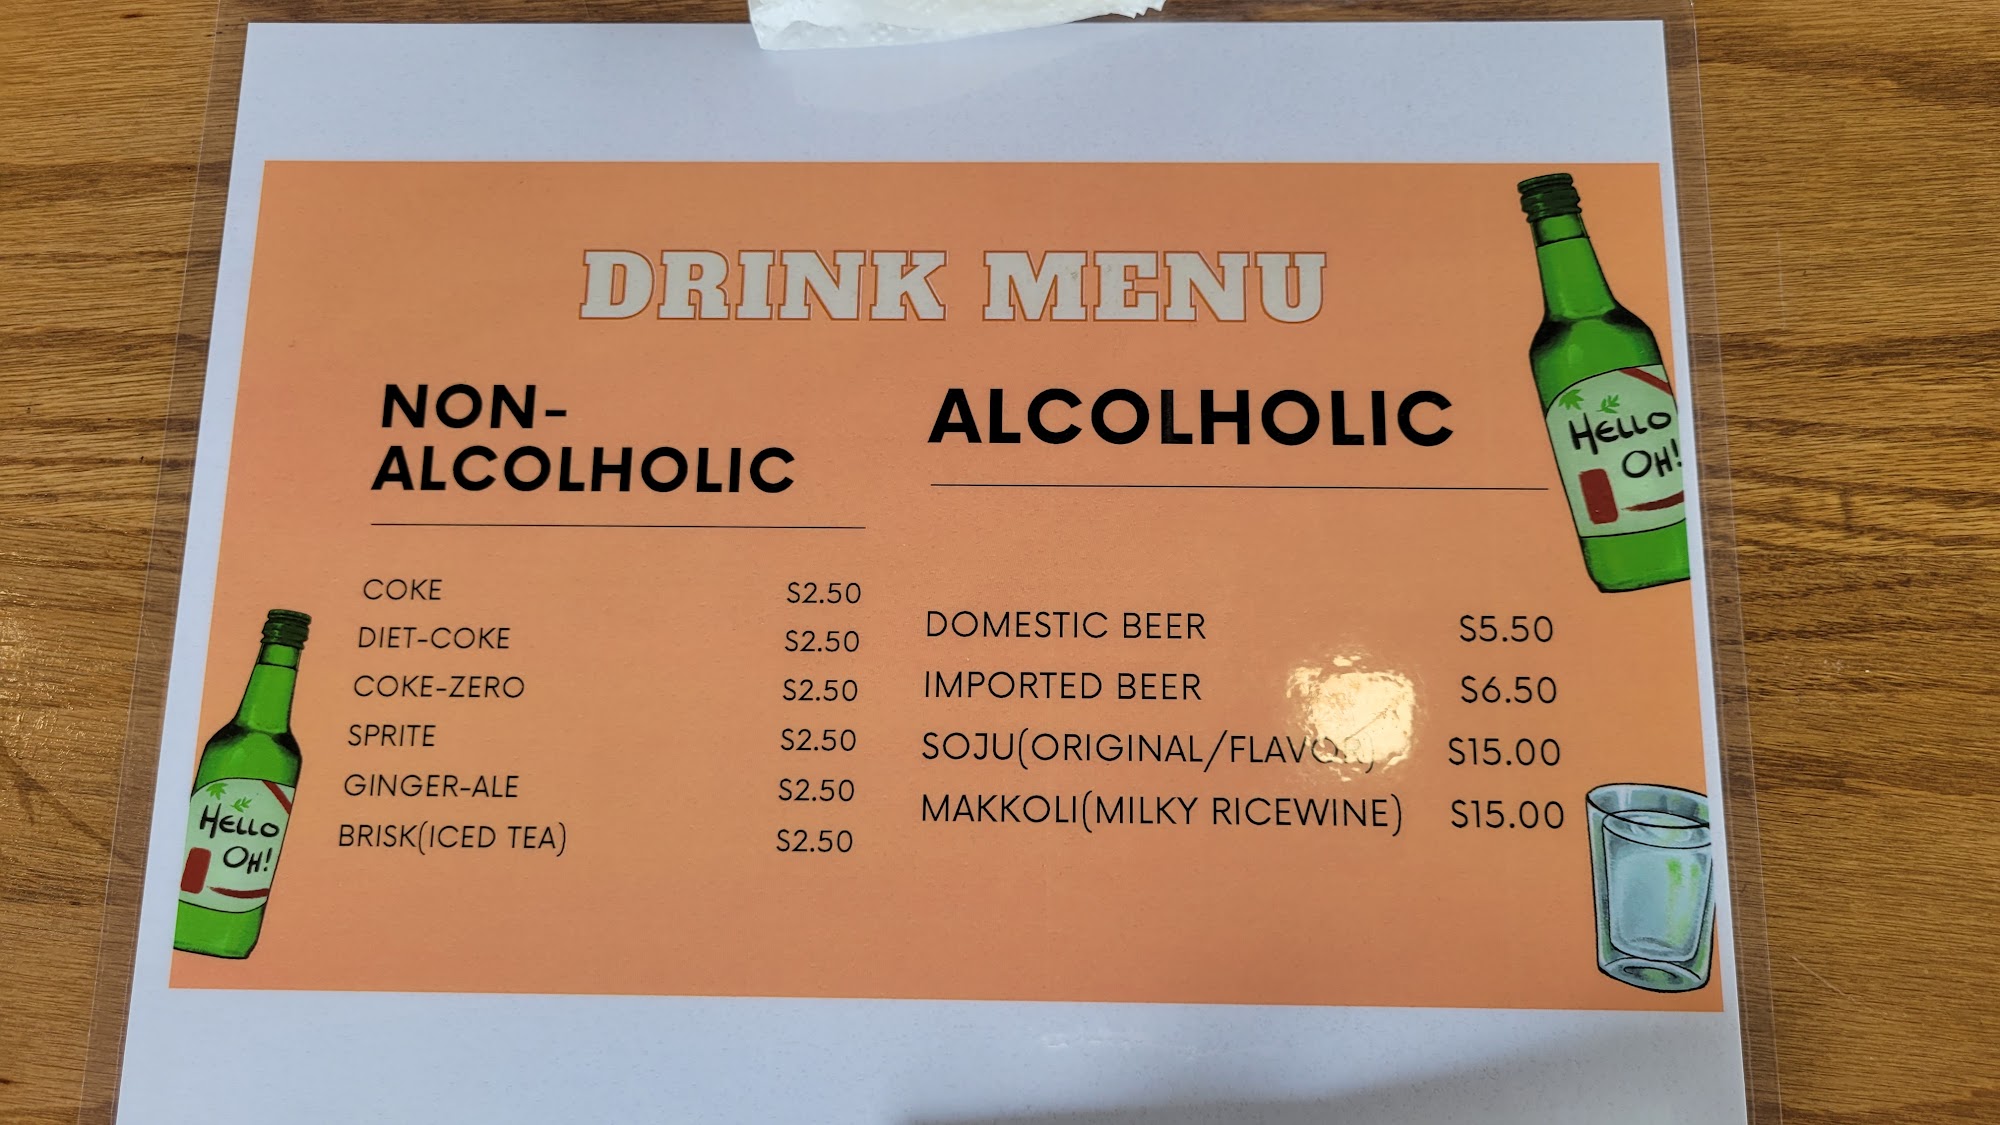 DRINK MENU
NON-
ALCOLHOLIC
COKE $2.50
DIET-COKE $2.50
COKE-ZERO $2.50
SPRITE $2.50
GINGER-ALE $2.50
BRISK(ICED TEA) $2.50
ALCOLHOLIC
DOMESTIC BEER $5.50
IMPORTED BEER $6.50
SOJU(ORIGINAL/FLAVOR) $15.00
MAKKOLI(MILKY RICEWINE) $15.00
HELLO
OH!
HELLO
OH!